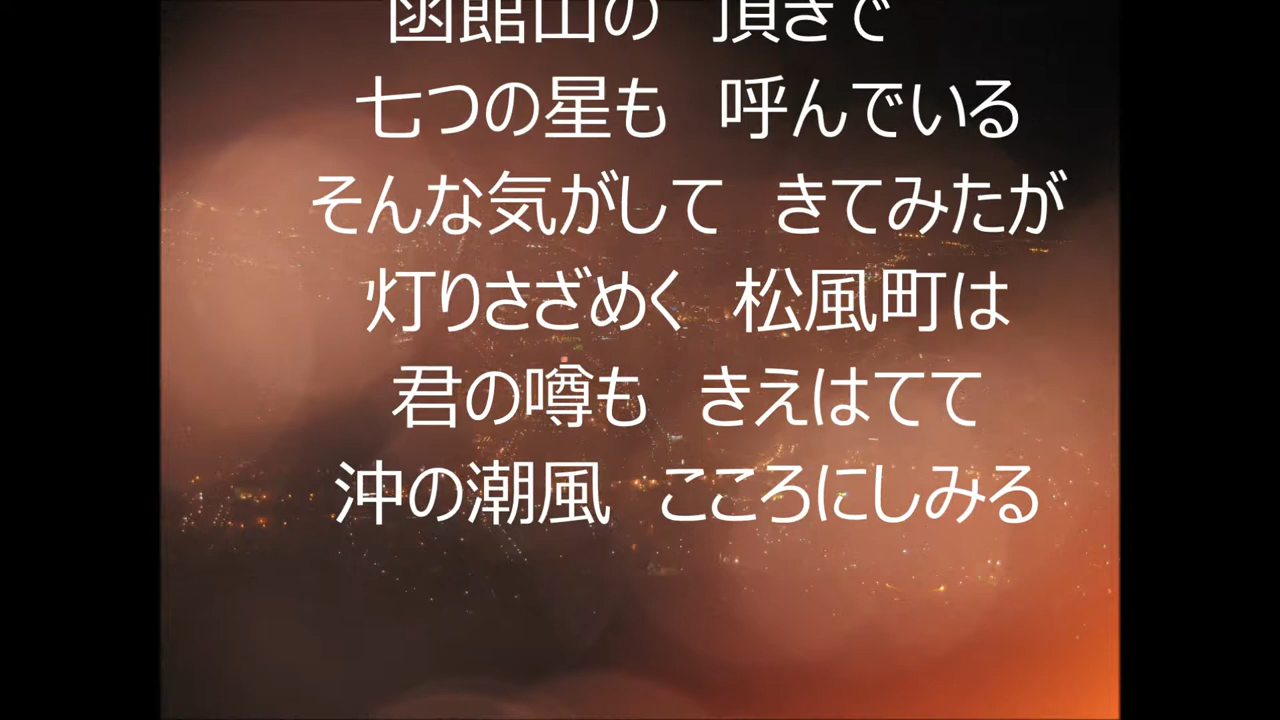 函館山の　頂きで
七つの星も　呼んでいる
そんな気がして　きてみたが
灯りさざめく　松風町は
君の噂も　きえはてて
沖の潮風　こころにしみる